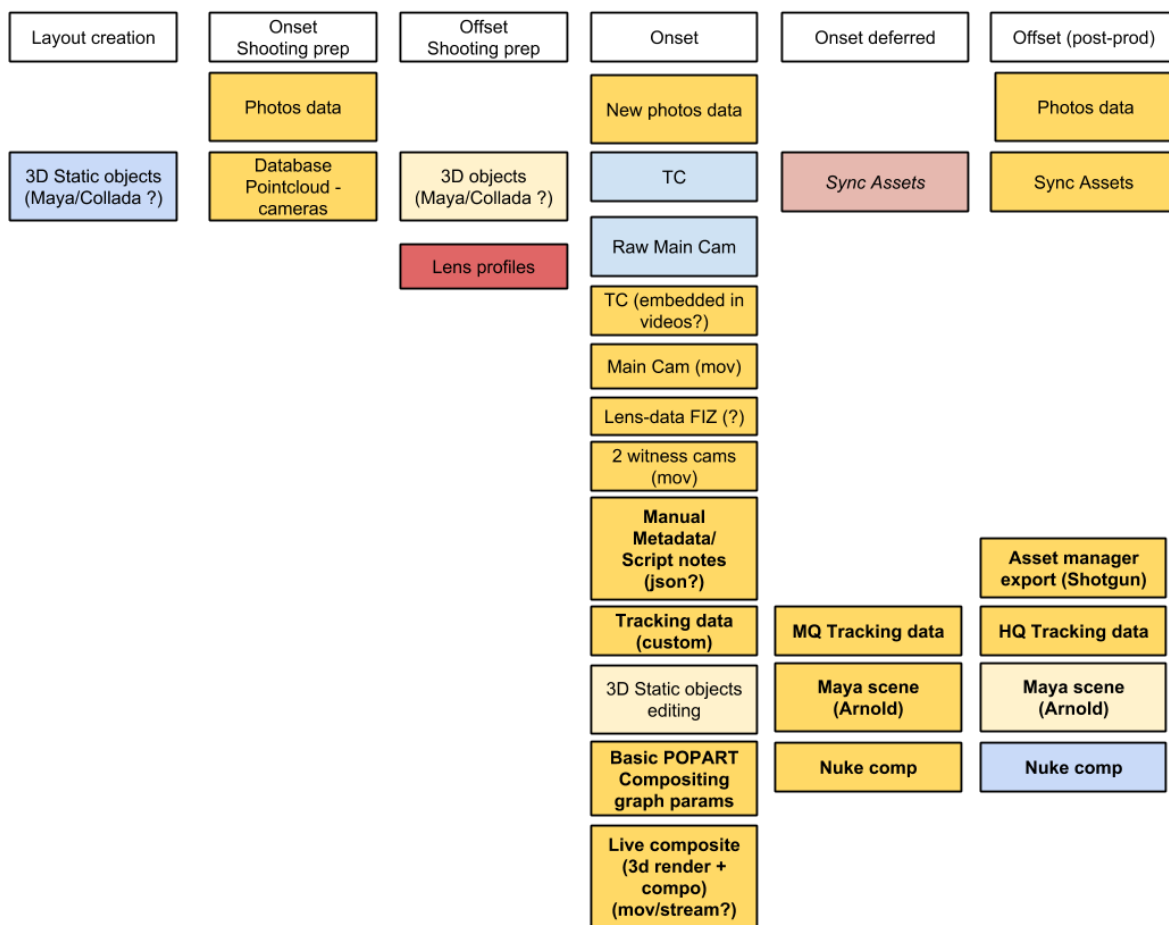 Layout creation
Onset
Shooting prep
Offset
Shooting prep
Onset
Onset deferred
Offset (post-prod)
Photos data
New photos data
Photos data
3D Static objects
(Maya/Collada ?)
Database
Pointcloud -
cameras
3D objects
(Maya/Collada ?)
TC
Sync Assets
Sync Assets
Lens profiles
Raw Main Cam
TC (embedded in
videos?)
Main Cam (mov)
Lens-data FIZ (?)
2 witness cams
(mov)
Manual
Metadata/
Script notes
(json?)
Asset manager
export (Shotgun)
Tracking data
(custom)
MQ Tracking data
HQ Tracking data
3D Static objects
editing
Maya scene
(Arnold)
Maya scene
(Arnold)
Basic POPART
Compositing
graph params
Nuke comp
Nuke comp
Live composite
(3d render +
compo)
(mov/stream?)